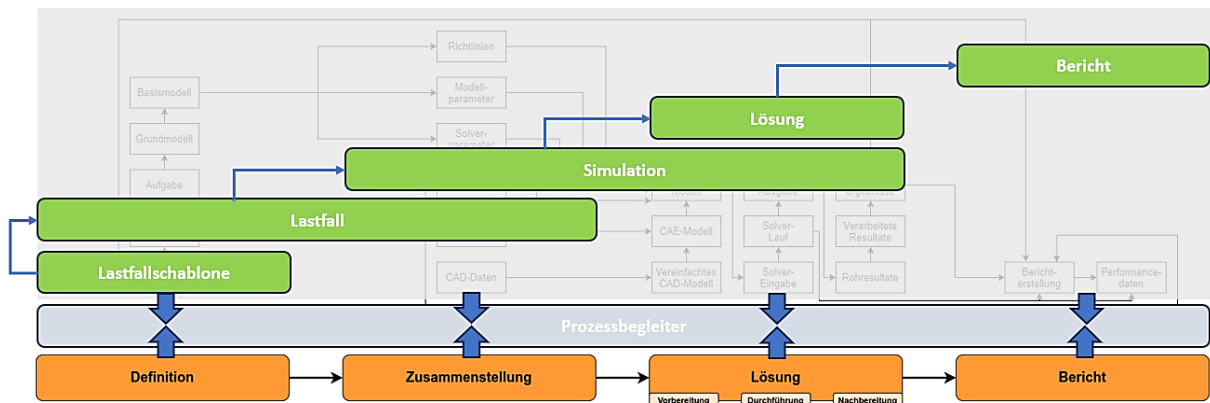 Richtlinien
Bericht
Basismodell
Modell-
parameter
Lösung
Grundmodell
Solver-
parameter
Simulation
Aufgabe
Lastfall
CAE-Modell
Solver-
Lauf
Verarbeitete
Resultate
Lastfallschablone
CAD-Daten
Vereinfachtes
CAD-Modell
Solver-
Eingabe
Rohresultate
Bericht-
erstellung
Performance-
daten
Prozessbegleiter
Definition
Zusammenstellung
Lösung
Bericht
Vorbereitung
Durchführung
Nachbereitung